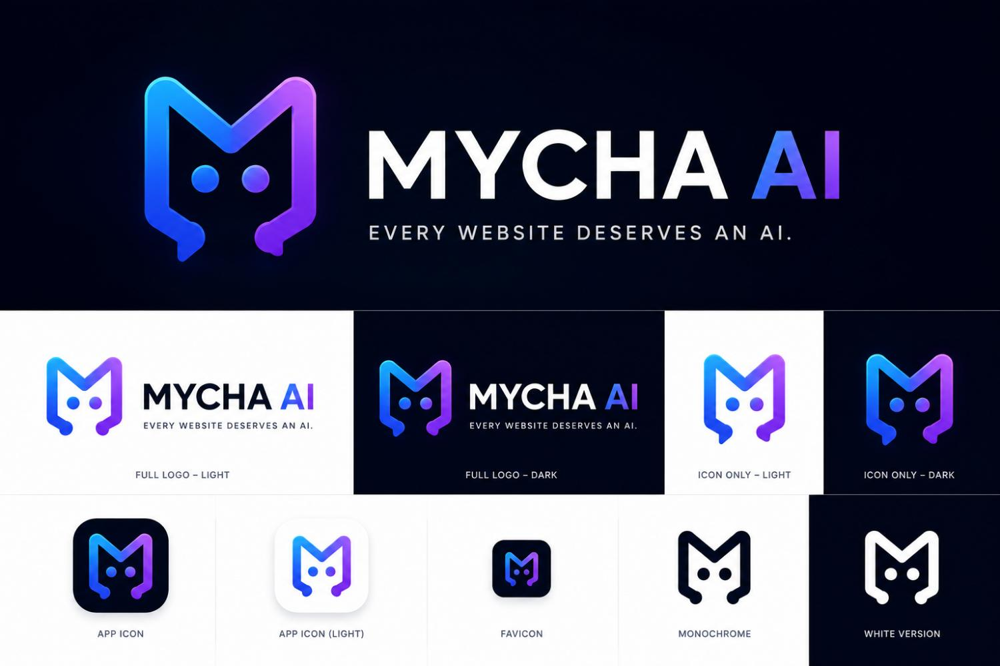 MYCHA AI
EVERY WEBSITE DESERVES AN AI.
MYCHA AI
EVERY WEBSITE DESERVES AN AI.
FULL LOGO – LIGHT
MYCHA AI
EVERY WEBSITE DESERVES AN AI.
FULL LOGO – DARK
ICON ONLY – LIGHT
ICON ONLY – DARK
APP ICON
APP ICON (LIGHT)
FAVICON
MONOCHROME
WHITE VERSION